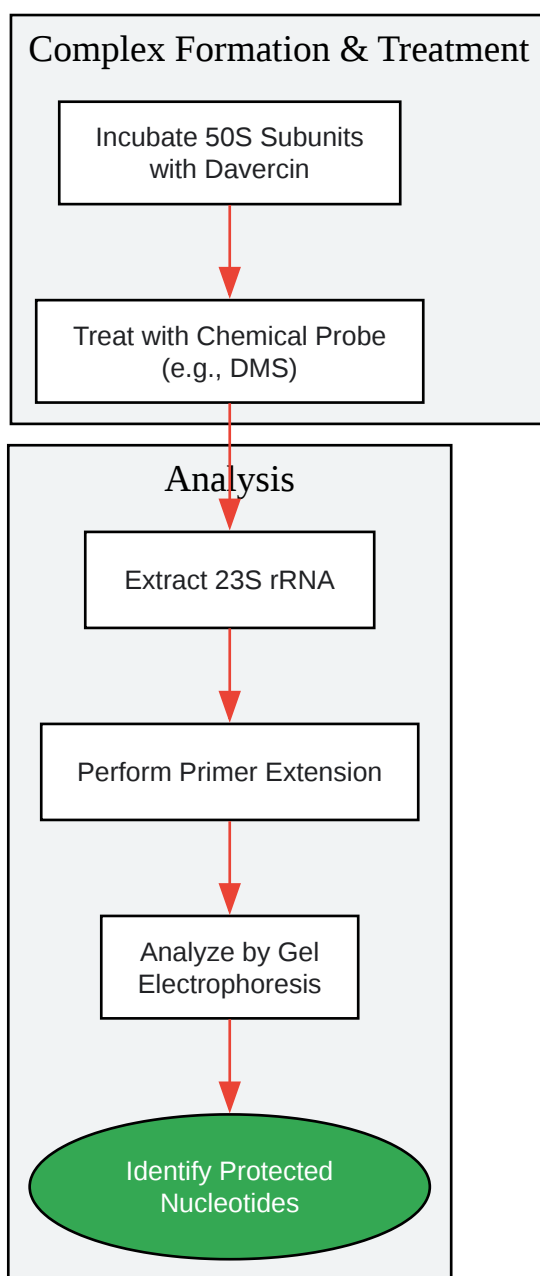 Complex Formation & Treatment
Incubate 50S Subunits
with Davercin
Treat with Chemical Probe
(e.g., DMS)
Analysis
Extract 23S rRNA
Perform Primer Extension
Analyze by Gel
Electrophoresis
Identify Protected
Nucleotides